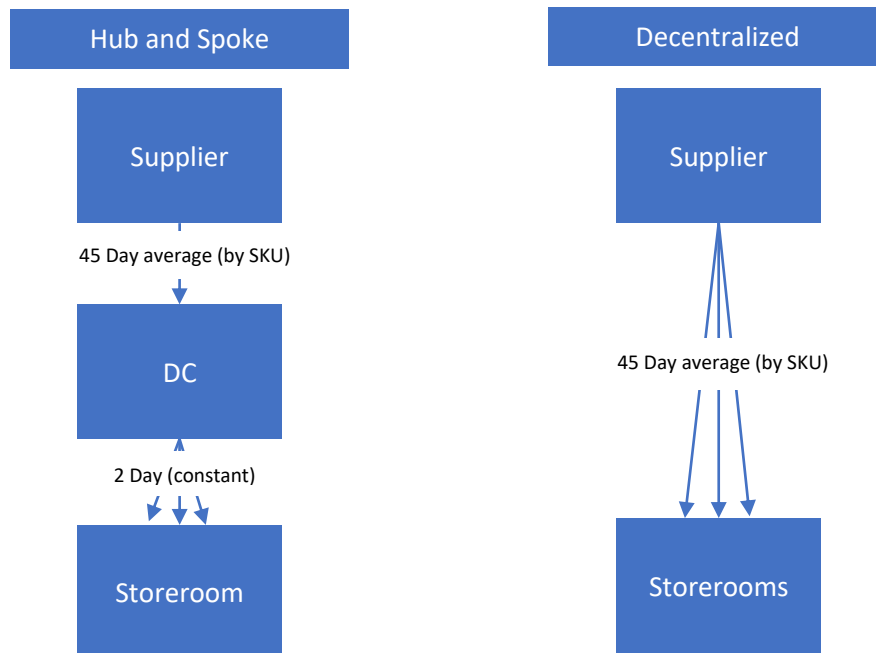 Hub and Spoke
Supplier
45 Day average (by SKU)
DC
2 Day (constant)
Storeroom
Decentralized
Supplier
45 Day average (by SKU)
Storerooms